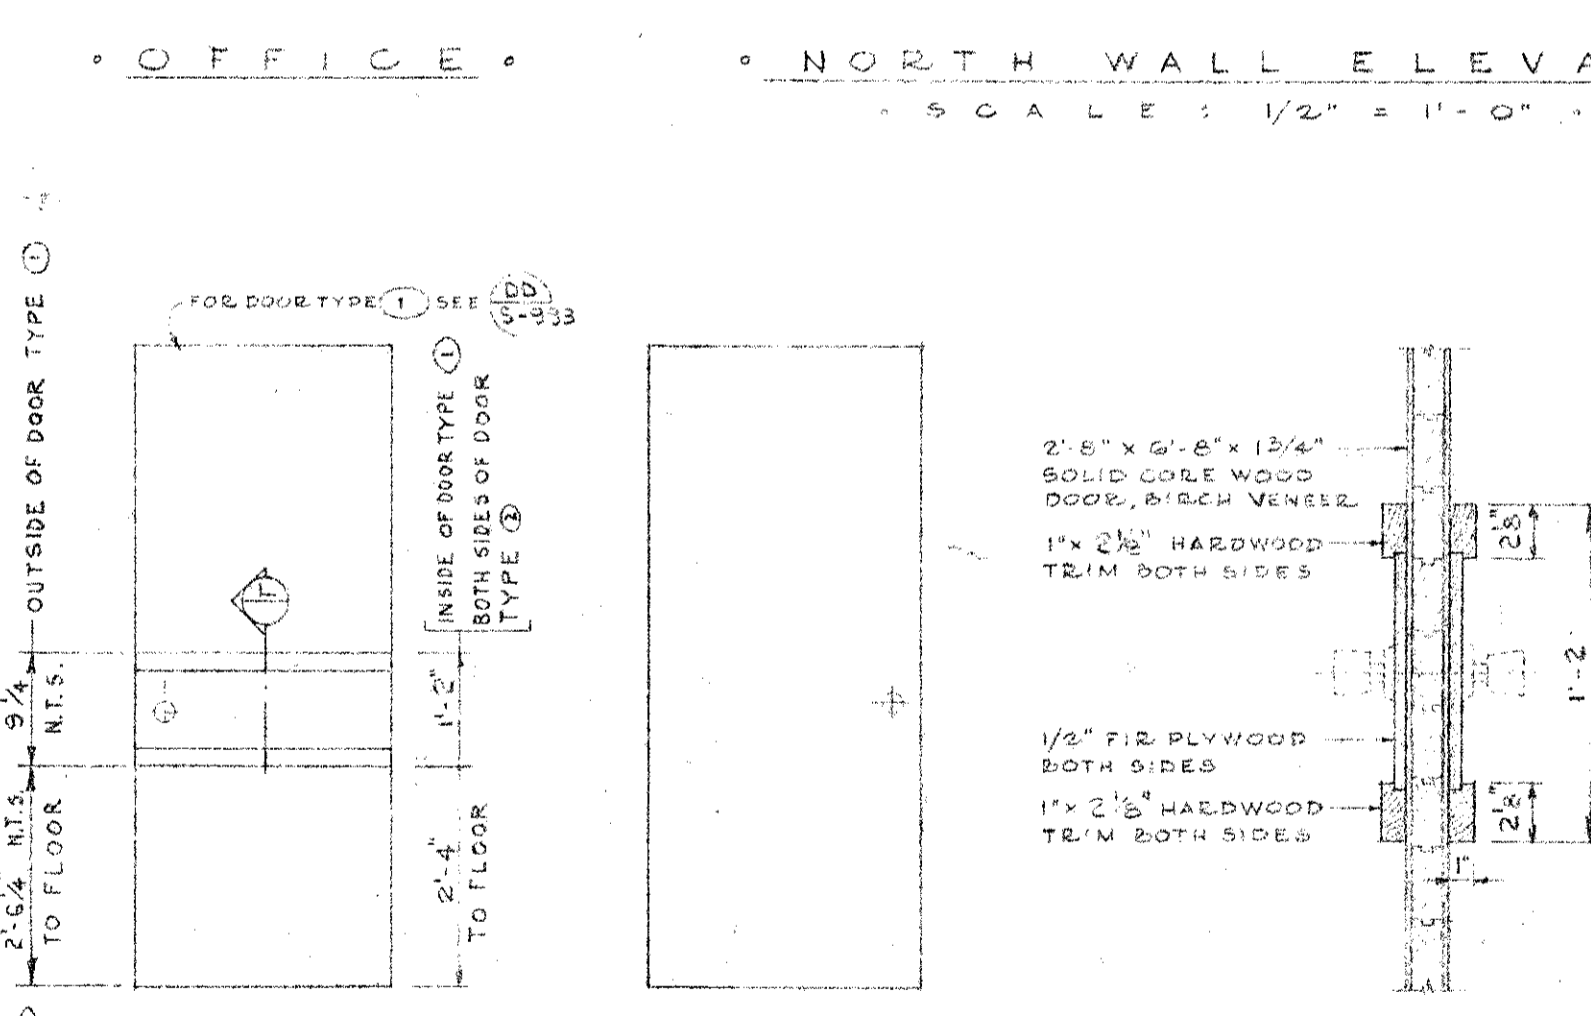 • OFFICE •
• NORTH WALL ELEVA
• SCALE: 1/2" = 1'-0" •
OUTSIDE OF DOOR TYPE 1
9 1/4
N.T.S.
2'-6 1/4" N.T.S.
TO FLOOR
FOR DOOR TYPE 1 SEE DD
S-933
INSIDE OF DOOR TYPE 1
BOTH SIDES OF DOOR
TYPE
1'-2"
2'-4"
TO FLOOR
2'-8" x 6'-8" x 1 3/4"
SOLID CORE WOOD
DOOR, BIRCH VENEER
1" x 2 1/8" HARDWOOD
TRIM BOTH SIDES
1/2" FIR PLYWOOD
BOTH SIDES
1" x 2 1/8" HARDWOOD
TRIM BOTH SIDES
2 1/8"
1'-2
2 1/8"
1"